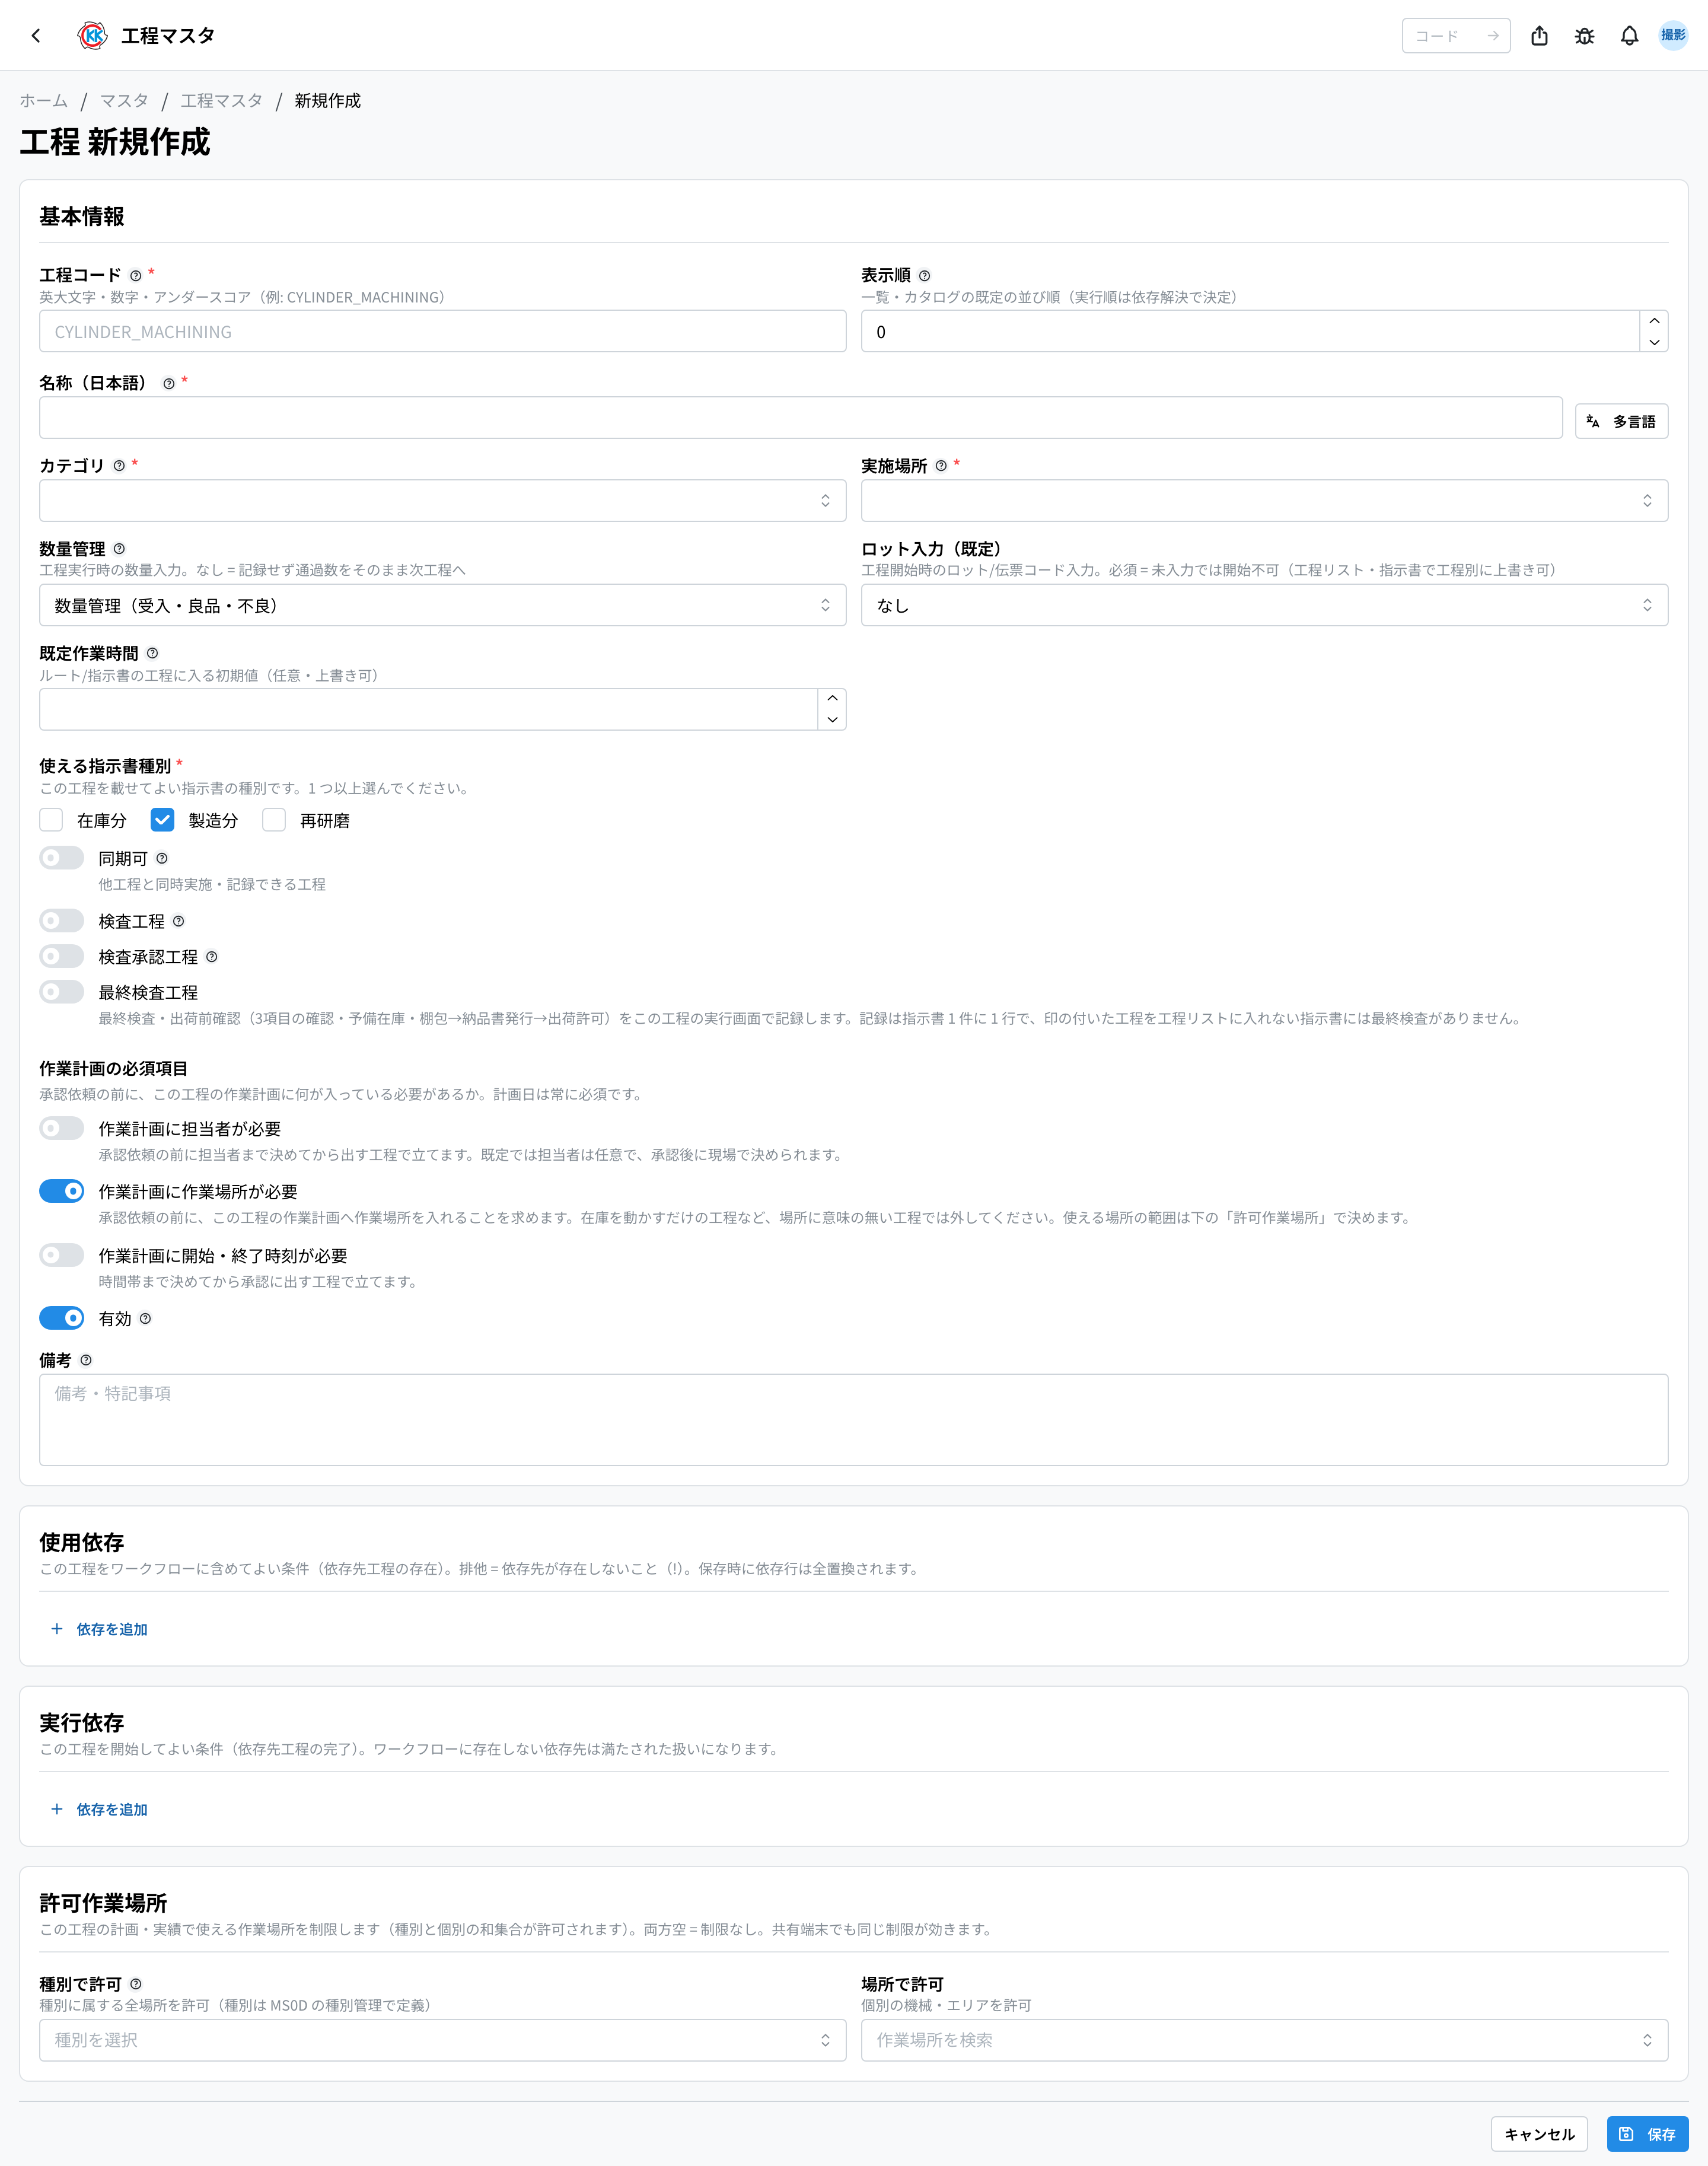 工程マスタ
コード
撮影
ホーム / マスタ / 工程マスタ / 新規作成
工程 新規作成
基本情報
工程コード *
英大文字・数字・アンダースコア（例: CYLINDER_MACHINING）
CYLINDER_MACHINING
表示順
一覧・カタログの既定の並び順（実行順は依存解決で決定）
0
名称（日本語） *
多言語
カテゴリ *
実施場所 *
数量管理
工程実行時の数量入力。なし = 記録せず通過数をそのまま次工程へ
数量管理（受入・良品・不良）
ロット入力（既定）
工程開始時のロット/伝票コード入力。必須 = 未入力では開始不可（工程リスト・指示書で工程別に上書き可）
なし
既定作業時間
ルート/指示書の工程に入る初期値（任意・上書き可）
使える指示書種別 *
この工程を載せてよい指示書の種別です。1 つ以上選んでください。
在庫分 製造分 再研磨
同期可
他工程と同時実施・記録できる工程
検査工程
検査承認工程
最終検査工程
最終検査・出荷前確認（3項目の確認・予備在庫・棚包→納品書発行→出荷許可）をこの工程の実行画面で記録します。記録は指示書 1 件に 1 行で、印の付いた工程を工程リストに入れない指示書には最終検査がありません。
作業計画の必須項目
承認依頼の前に、この工程の作業計画に何が入っている必要があるか。計画日は常に必須です。
作業計画に担当者が必要
承認依頼の前に担当者まで決めてから出す工程で立てます。既定では担当者は任意で、承認後に現場で決められます。
作業計画に作業場所が必要
承認依頼の前に、この工程の作業計画へ作業場所を入れることを求めます。在庫を動かすだけの工程など、場所に意味の無い工程では外してください。使える場所の範囲は下の「許可作業場所」で決めます。
作業計画に開始・終了時刻が必要
時間帯まで決めてから承認に出す工程で立てます。
有効
備考
備考・特記事項
使用依存
この工程をワークフローに含めてよい条件（依存先工程の存在）。排他 = 依存先が存在しないこと（!）。保存時に依存行は全置換されます。
依存を追加
実行依存
この工程を開始してよい条件（依存先工程の完了）。ワークフローに存在しない依存先は満たされた扱いになります。
依存を追加
許可作業場所
この工程の計画・実績で使える作業場所を制限します（種別と個別の和集合が許可されます）。両方空 = 制限なし。共有端末でも同じ制限が効きます。
種別で許可
種別に属する全場所を許可（種別は MS0D の種別管理で定義）
種別を選択
場所で許可
個別の機械・エリアを許可
作業場所を検索
キャンセル
保存